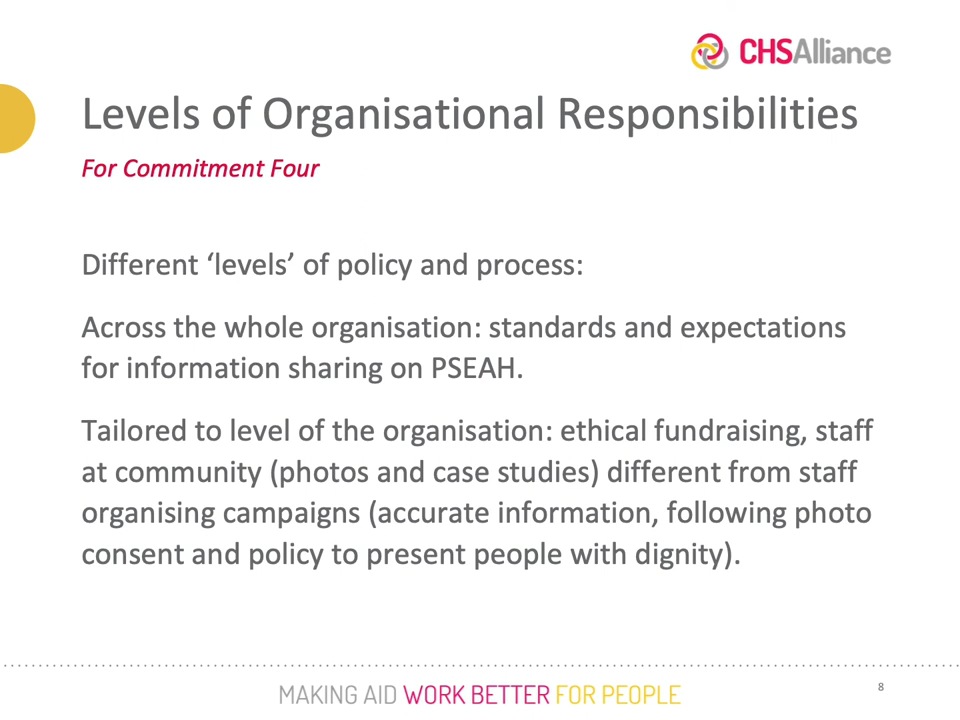 CHSAlliance
Levels of Organisational Responsibilities
For Commitment Four
Different ‘levels’ of policy and process:
Across the whole organisation: standards and expectations
for information sharing on PSEAH.
Tailored to level of the organisation: ethical fundraising, staff
at community (photos and case studies) different from staff
organising campaigns (accurate information, following photo
consent and policy to present people with dignity).
MAKING AID WORK BETTER FOR PEOPLE
8